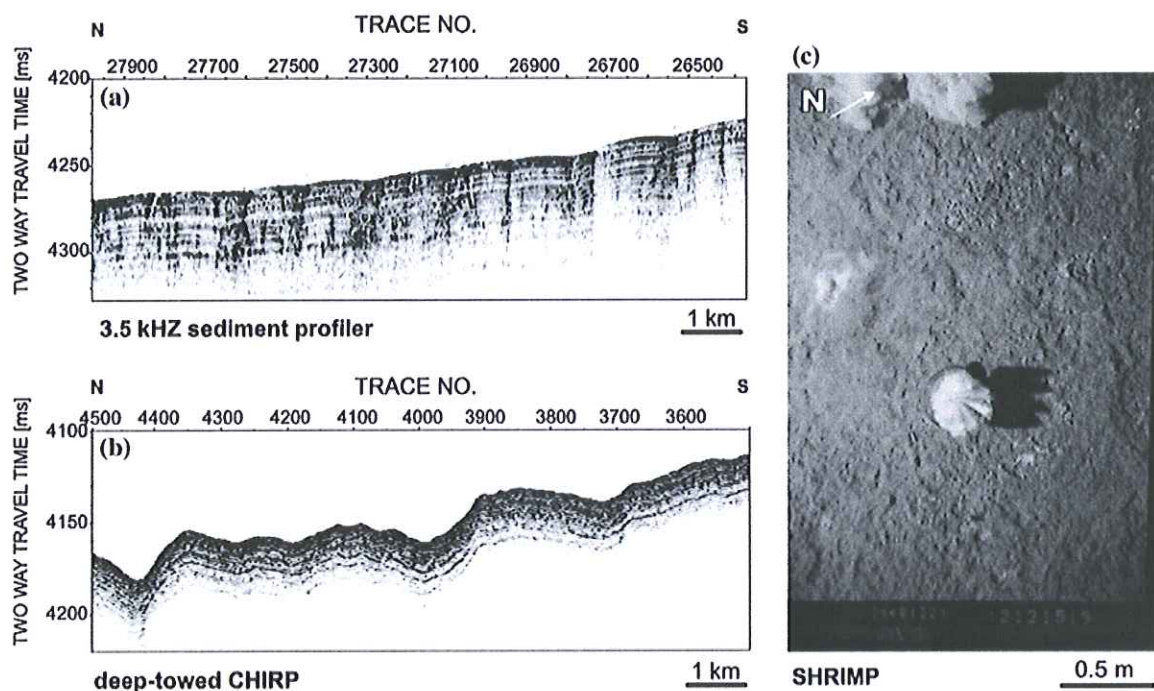 N TRACE NO. S
27900 27700 27500 27300 27100 26900 26700 26500
TWO WAY TRAVEL TIME [ms]
4200
4250
4300
(a)
3.5 kHZ sediment profiler
1 km
N TRACE NO. S
4500 4400 4300 4200 4100 4000 3900 3800 3700 3600
TWO WAY TRAVEL TIME [ms]
4100
4150
4200
(b)
deep-towed CHIRP
1 km
(c)
N
SHRIMP
0.5 m